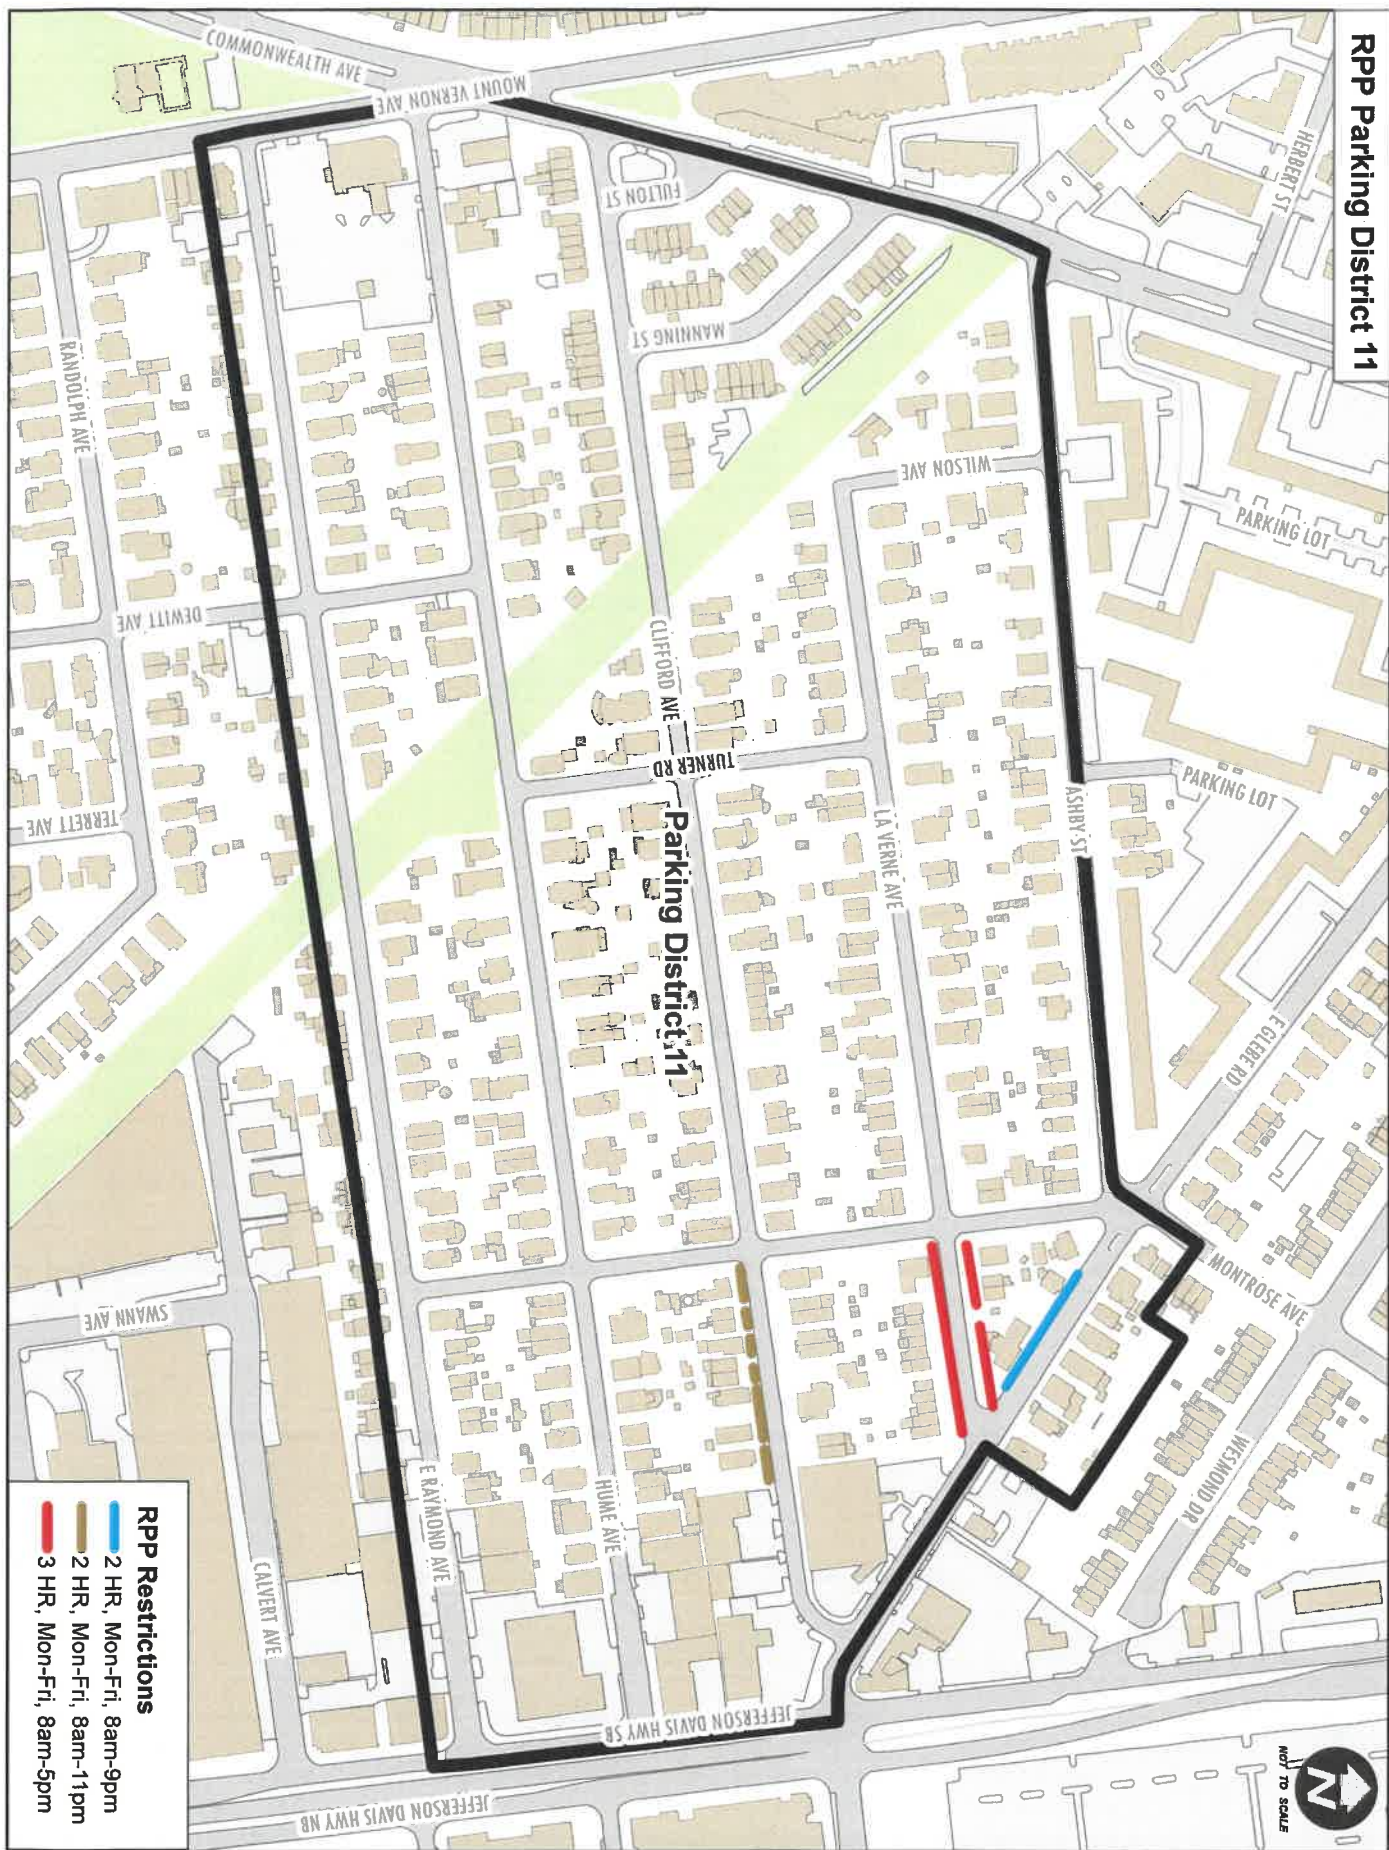 RPP Parking District 11
COMMONWEALTH AVE
MOUNT VERNON AVE
HERBERT ST
FULTON ST
MANNING ST
RANDOLPH AVE
WILSON AVE
PARKING LOT
DEWITT AVE
CLIFFORD AVE
TURNER RD
PARKING LOT
ASHBY ST
LA VERNE AVE
TERRETT AVE
Parking District 11
E GLEBE RD
MONTROSE AVE
SWANN AVE
WESMOND DR
E RAYMOND AVE
HUME AVE
CALVERT AVE
JEFFERSON DAVIS HWY SB
JEFFERSON DAVIS HWY NB
N
NOT TO SCALE
RPP Restrictions
2 HR, Mon-Fri, 8am-9pm
2 HR, Mon-Fri, 8am-11pm
3 HR, Mon-Fri, 8am-5pm